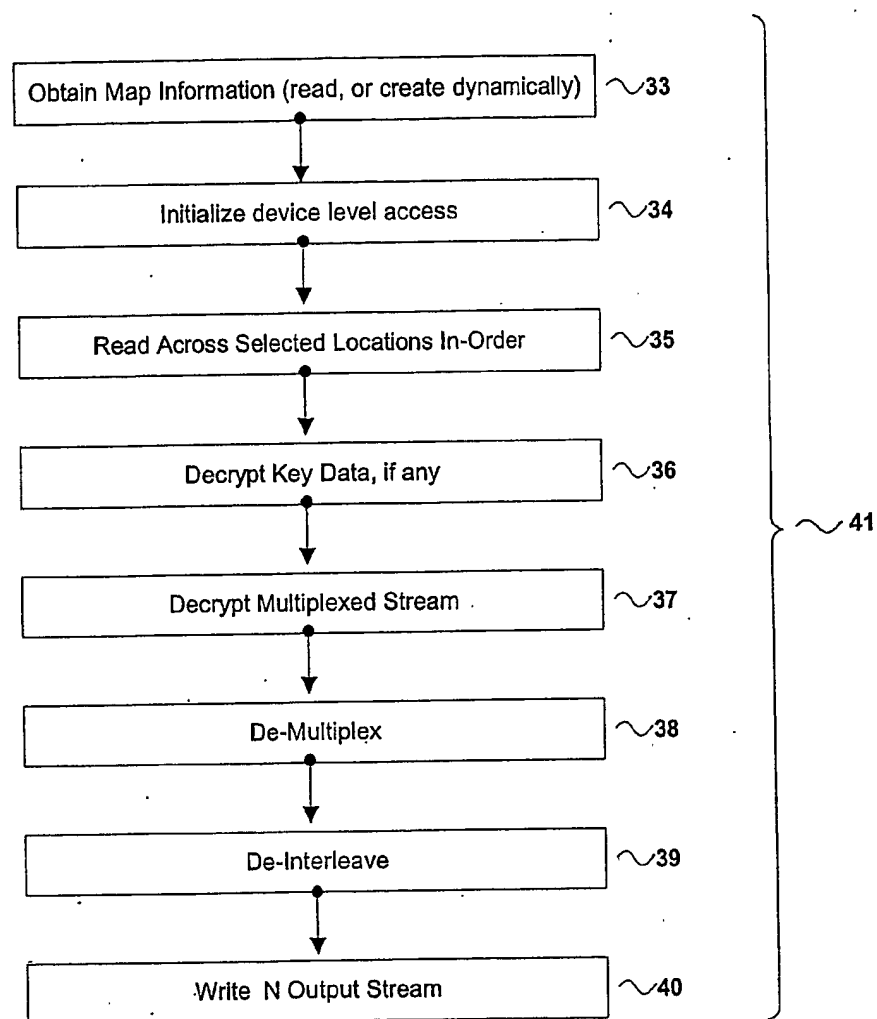 Obtain Map Information (read, or create dynamically) 33
Initialize device level access 34
Read Across Selected Locations In-Order 35
Decrypt Key Data, if any 36
Decrypt Multiplexed Stream 37
41
De-Multiplex 38
De-Interleave 39
Write N Output Stream 40